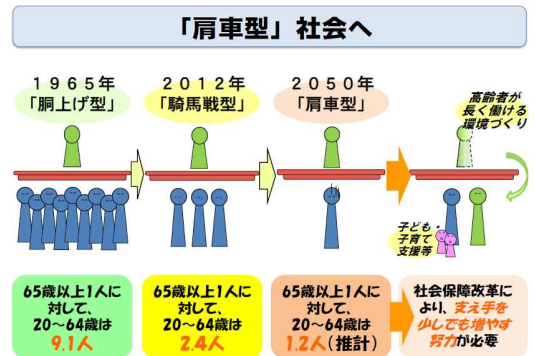 「肩車型」社会へ
1965年
「胴上げ型」
2012年
「騎馬戦型」
2050年
「肩車型」
高齢者が
長く働ける
環境づくり
子ども・
子育て
支援等
65歳以上1人に
対して、
20～64歳は
9.1人
65歳以上1人に
対して、
20～64歳は
2.4人
65歳以上1人に
対して、
20～64歳は
1.2人(推計)
社会保障改革に
より、支え手を
少しでも増やす
努力が必要